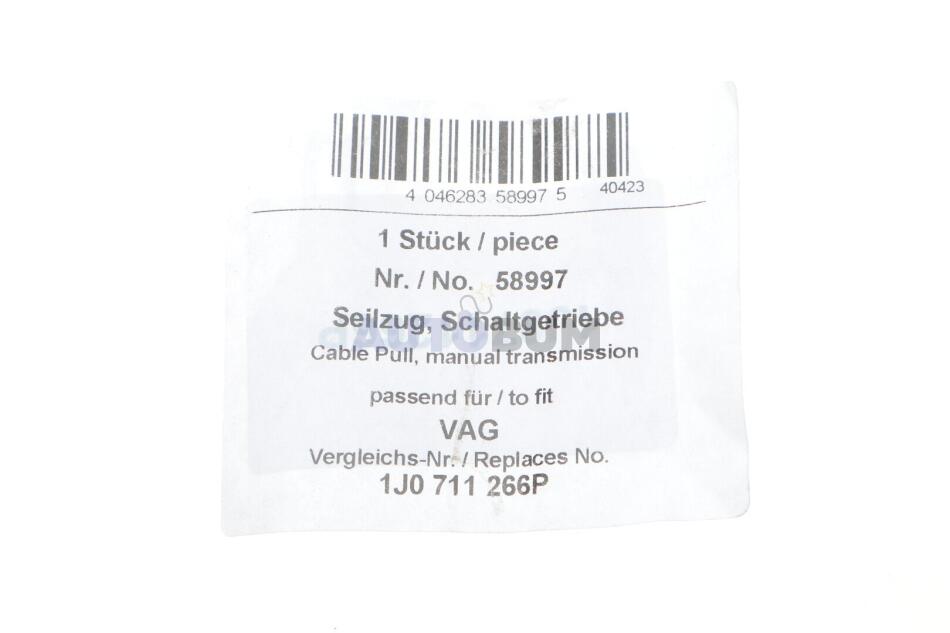 4 046283 58997 5 40423
1 Stück / piece
Nr. / No. 58997
Seilzug, Schaltgetriebe
AUTOBUM
Cable Pull, manual transmission
passend für / to fit
VAG
Vergleichs-Nr. / Replaces No.
1J0 711 266P